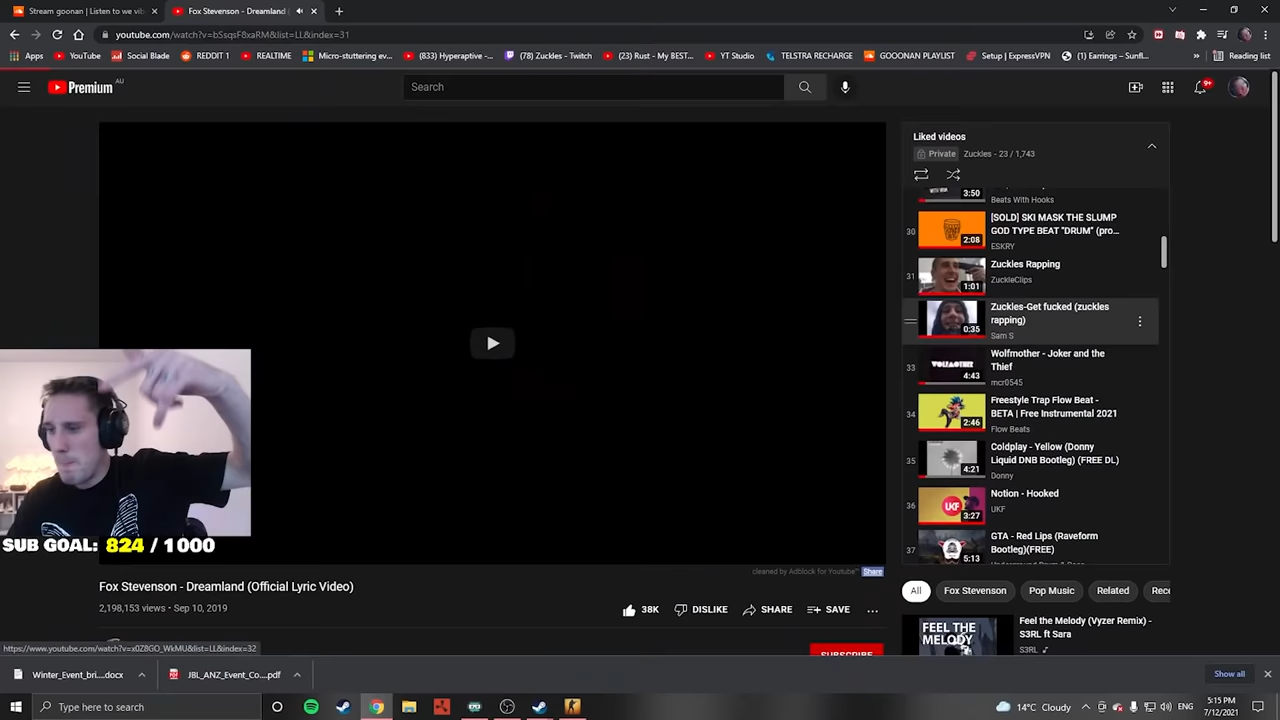 Stream goonan | Listen to we vib
Fox Stevenson - Dreamland (
youtube.com/watch?v=bSsqsF8xaRM&list=LL&index=31
Apps
YouTube
Social Blade
REDDIT 1
REALTIME
Micro-stuttering ev...
(833) Hyperaptive -...
(78) Zuckles - Twitch
(23) Rust - My BEST...
YT Studio
TELSTRA RECHARGE
GOOONAN PLAYLIST
Setup | ExpressVPN
(1) Earrings – Sunfl...
»
Reading list
Premium
AU
Search
9+
Liked videos
Private
Zuckles - 23 / 1,743
3:50
Beats With Hooks
30
2:08
[SOLD] SKI MASK THE SLUMP
GOD TYPE BEAT "DRUM" (pro...
ESKRY
31
1:01
Zuckles Rapping
ZuckleClips
0:35
Zuckles-Get fucked (zuckles
rapping)
Sam S
33
WOLFMOTHER
4:43
Wolfmother - Joker and the
Thief
mcr0545
34
2:46
Freestyle Trap Flow Beat -
BETA | Free Instrumental 2021
Flow Beats
35
4:21
Coldplay - Yellow (Donny
Liquid DNB Bootleg) (FREE DL)
Donny
36
UKF
3:27
Notion - Hooked
UKF
37
5:13
GTA - Red Lips (Raveform
Bootleg)(FREE)
SUB GOAL: 824 / 1000
cleaned by Adblock for Youtube™
Share
Fox Stevenson - Dreamland (Official Lyric Video)
2,198,153 views • Sep 10, 2019
38K
DISLIKE
SHARE
SAVE
...
All
Fox Stevenson
Pop Music
Related
Rece
FEEL THE
MELODY
Feel the Melody (Vyzer Remix) -
S3RL ft Sara
S3RL
SUBSCRIBE
https://www.youtube.com/watch?v=x0Z8GO_WkMU&list=LL&index=32
Winter_Event_bri....docx
JBL_ANZ_Event_Co....pdf
Show all
Type here to search
14°C Cloudy
5:15 PM
7/12/2021